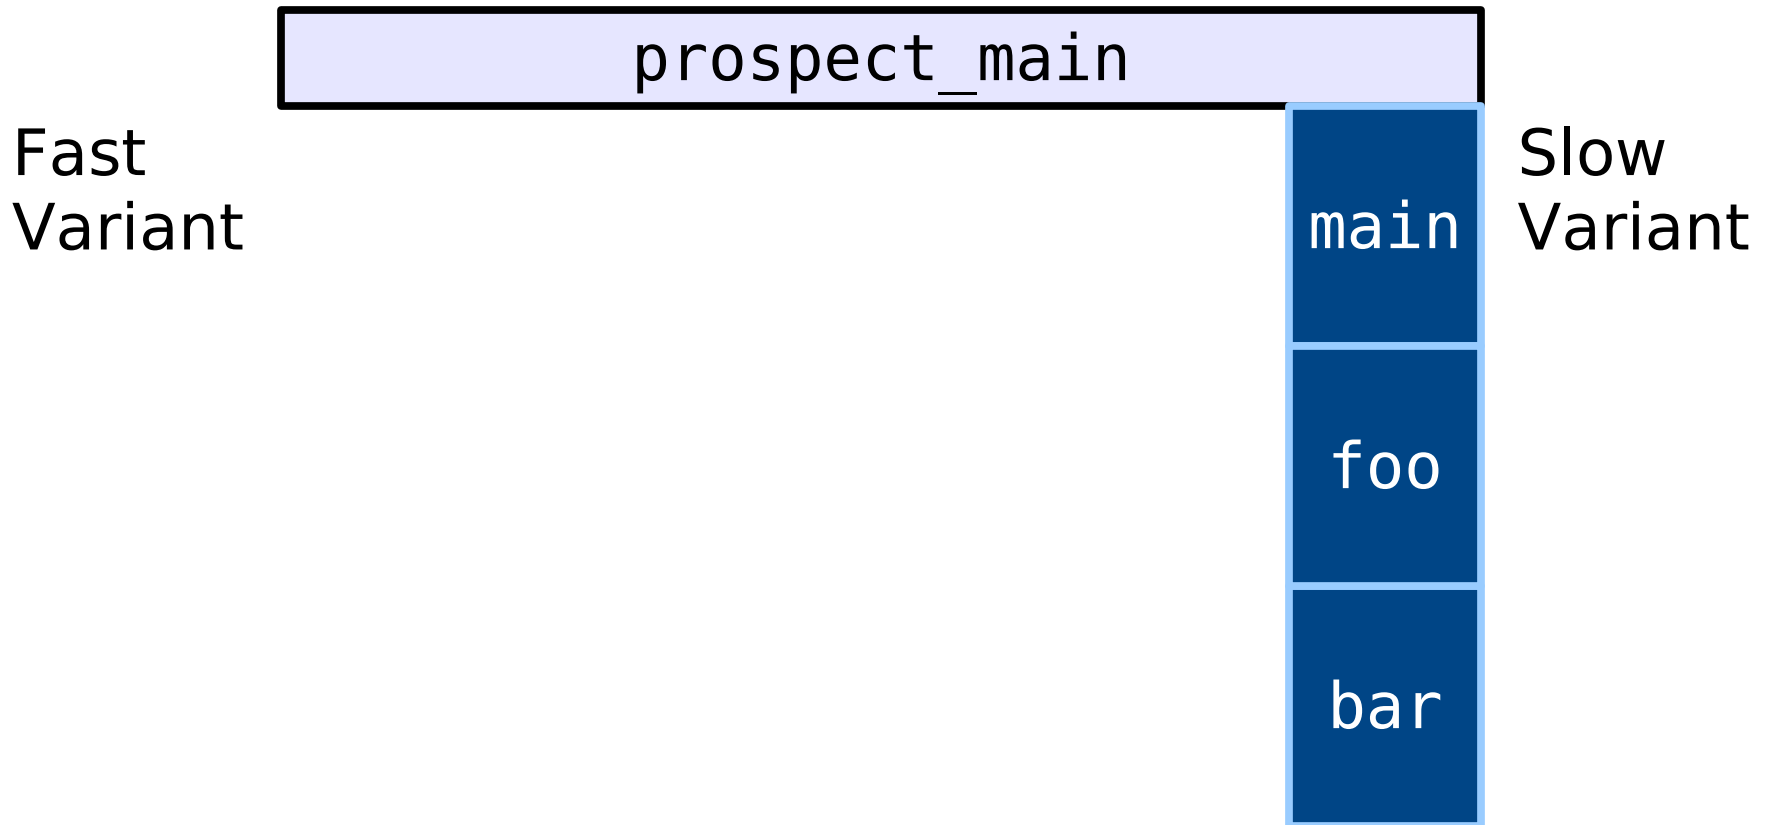 prospect_main
Fast
Variant
main
Slow
Variant
foo
bar